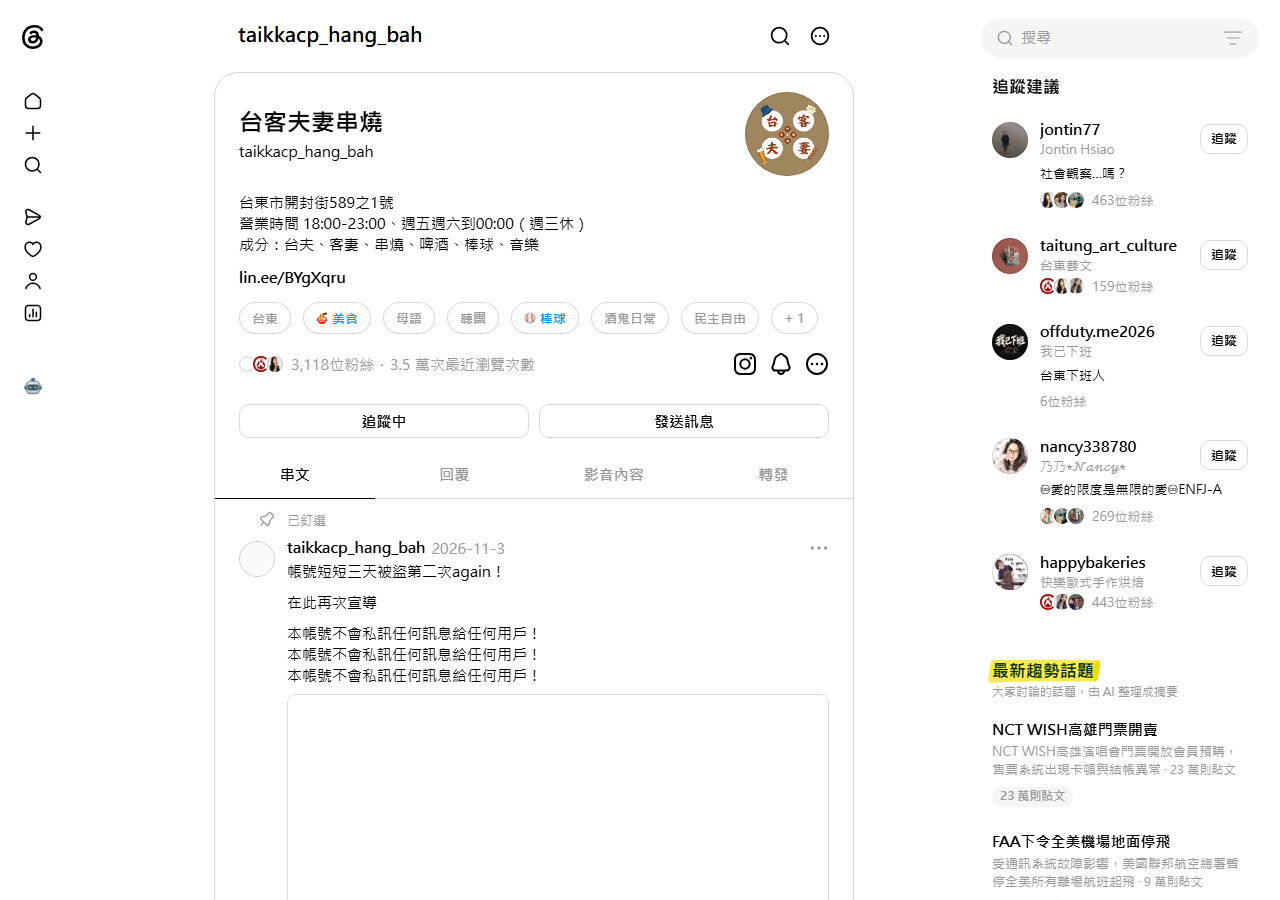 taikkacp_hang_bah
台客夫妻串燒
taikkacp_hang_bah
台 客
夫 妻
台東市開封街589之1號
營業時間 18:00-23:00、週五週六到00:00（週三休）
成分：台夫、客妻、串燒、啤酒、棒球、音樂
lin.ee/BYgXqru
台東 美食 母語 聽團 棒球 酒鬼日常 民主自由 + 1
3,118位粉絲・3.5 萬次最近瀏覽次數
追蹤中 發送訊息
串文 回覆 影音內容 轉發
已釘選
taikkacp_hang_bah 2026-11-3
帳號短短三天被盜第二次again！
在此再次宣導
本帳號不會私訊任何訊息給任何用戶！
本帳號不會私訊任何訊息給任何用戶！
本帳號不會私訊任何訊息給任何用戶！
搜尋
追蹤建議
jontin77 追蹤
Jontin Hsiao
社會觀察...嗎？
463位粉絲
taitung_art_culture 追蹤
台東藝文
159位粉絲
我已下班
offduty.me2026 追蹤
我已下班
台東下班人
6位粉絲
nancy338780 追蹤
乃乃⋆𝓝𝓪𝓷𝓬𝔂⋆
♾愛的限度是無限的愛♾ENFJ-A
269位粉絲
happybakeries 追蹤
快樂歐式手作烘焙
443位粉絲
最新趨勢話題
大家討論的話題，由 AI 整理成摘要
NCT WISH高雄門票開賣
NCT WISH高雄演唱會門票開放會員預購，
售票系統出現卡頓與結帳異常 · 23 萬則貼文
23 萬則貼文
FAA下令全美機場地面停飛
受通訊系統故障影響，美國聯邦航空總署暫
停全美所有離場航班起飛 · 9 萬則貼文